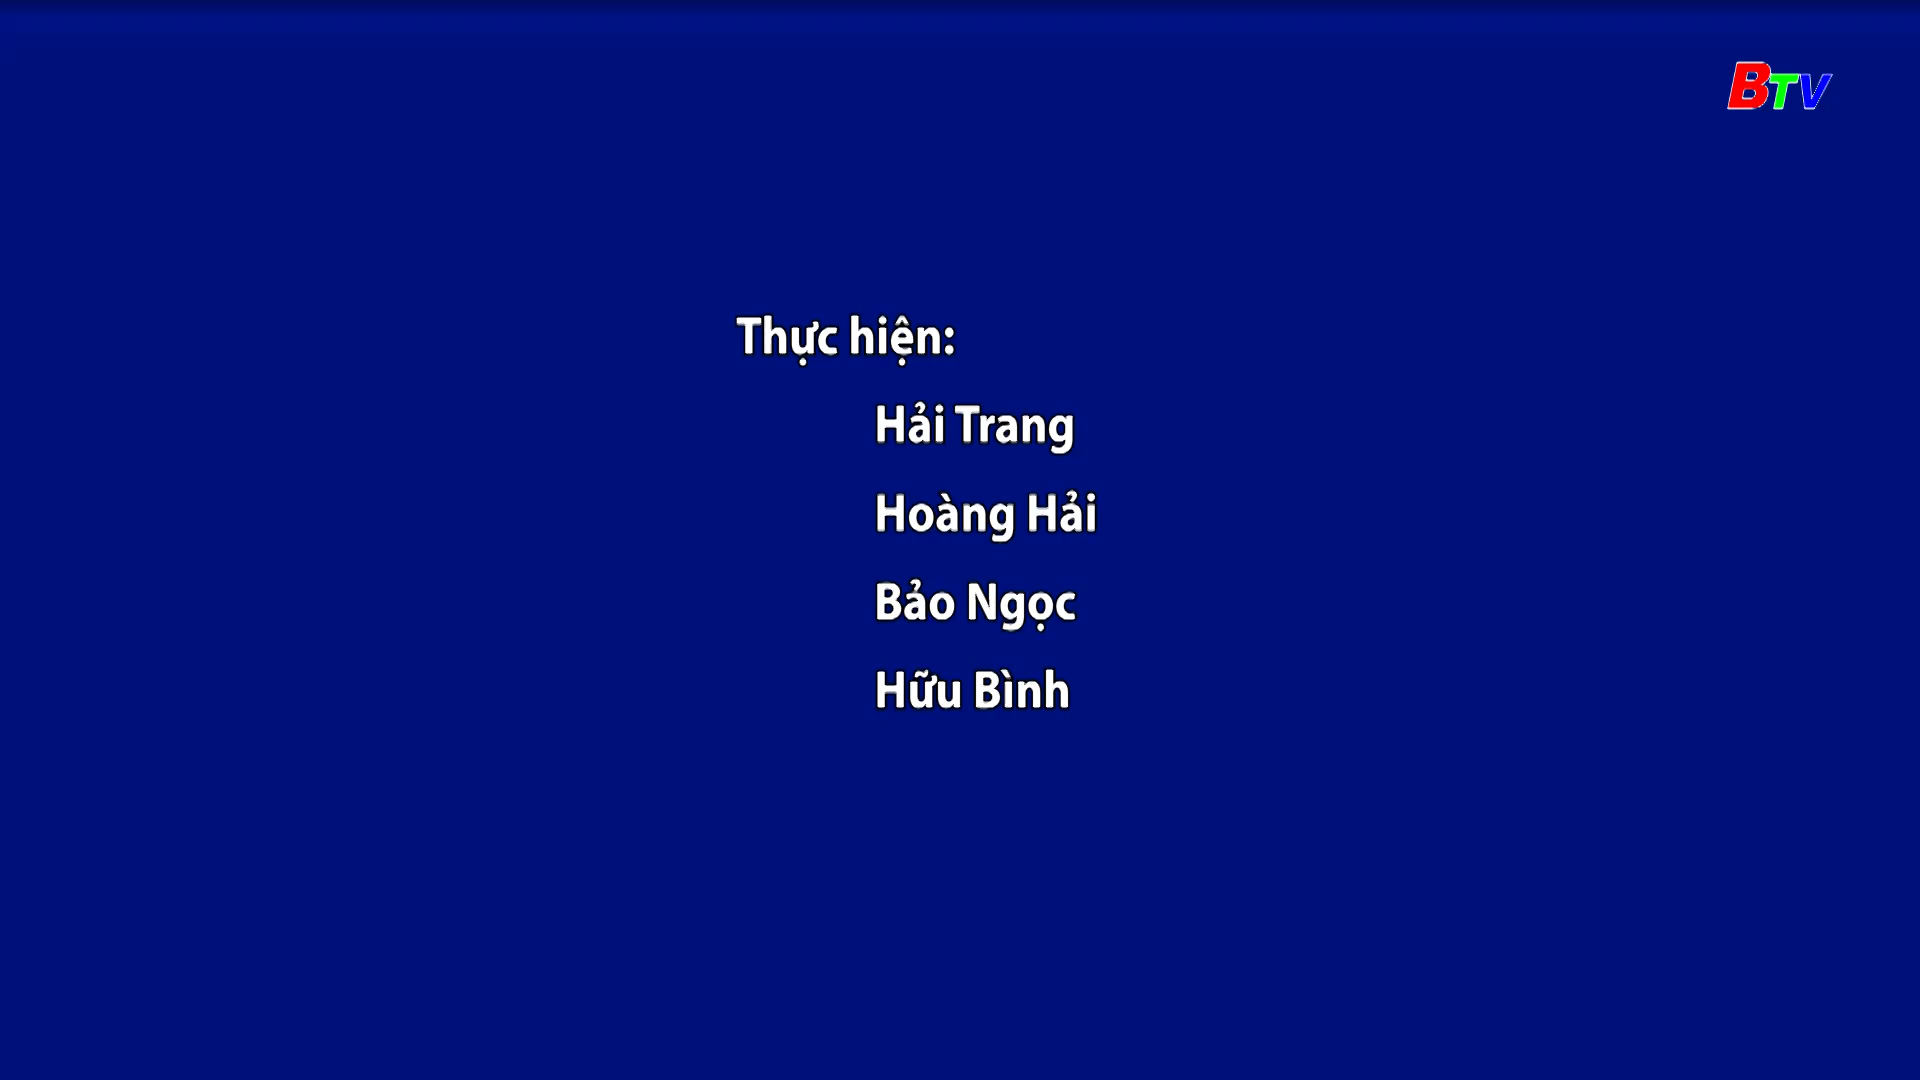 BTV
Thực hiện:
Hải Trang
Hoàng Hải
Bảo Ngọc
Hữu Bình